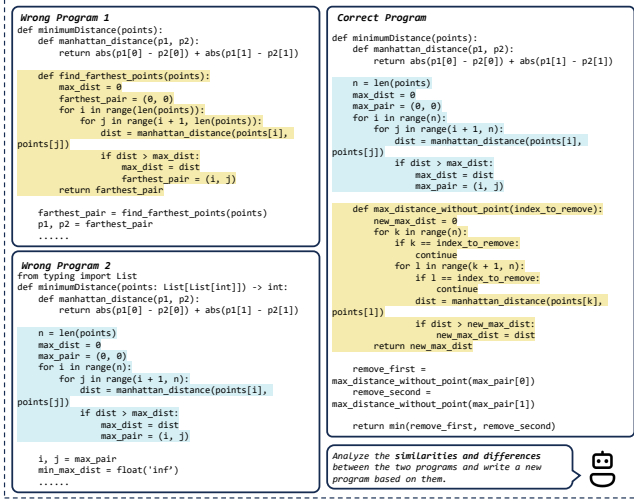 Wrong Program 1
def minimumDistance(points):
    def manhattan_distance(p1, p2):
        return abs(p1[0] - p2[0]) + abs(p1[1] - p2[1])
    def find_farthest_points(points):
        max_dist = 0
        farthest_pair = (0, 0)
        for i in range(len(points)):
            for j in range(i + 1, len(points)):
                dist = manhattan_distance(points[i],
points[j])
                if dist > max_dist:
                    max_dist = dist
                    farthest_pair = (i, j)
        return farthest_pair
    farthest_pair = find_farthest_points(points)
    p1, p2 = farthest_pair
    ......
Wrong Program 2
from typing import List
def minimumDistance(points: List[List[int]]) -> int:
    def manhattan_distance(p1, p2):
        return abs(p1[0] - p2[0]) + abs(p1[1] - p2[1])
    n = len(points)
    max_dist = 0
    max_pair = (0, 0)
    for i in range(n):
        for j in range(i + 1, n):
            dist = manhattan_distance(points[i],
points[j])
            if dist > max_dist:
                max_dist = dist
                max_pair = (i, j)
    i, j = max_pair
    min_max_dist = float('inf’)
    ......
Correct Program
def minimumDistance(points):
    def manhattan_distance(p1, p2):
        return abs(p1[0] - p2[0]) + abs(p1[1] - p2[1])
    n = len(points)
    max_dist = 0
    max_pair = (0, 0)
    for i in range(n):
        for j in range(i + 1, n):
            dist = manhattan_distance(points[i],
points[j])
            if dist > max_dist:
                max_dist = dist
                max_pair = (i, j)
    def max_distance_without_point(index_to_remove):
        new_max_dist = 0
        for k in range(n):
            if k == index_to_remove:
                continue
            for l in range(k + 1, n):
                if l == index_to_remove:
                    continue
                dist = manhattan_distance(points[k],
points[l])
                if dist > new_max_dist:
                    new_max_dist = dist
        return new_max_dist
    remove_first =
max_distance_without_point(max_pair[0])
    remove_second =
max_distance_without_point(max_pair[1])
    return min(remove_first, remove_second)
Analyze the similarities and differences
between the two programs and write a new
program based on them.